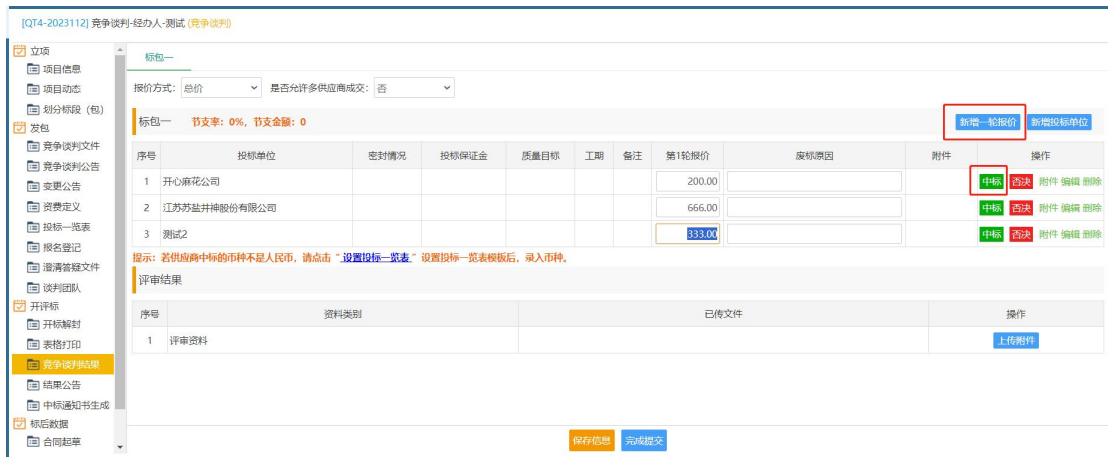 [QT4-2023112] 竞争谈判-经办人-测试 (竞争谈判)
立项
项目信息
项目动态
划分标段（包）
发包
竞争谈判文件
竞争谈判公告
变更公告
资费定义
投标一览表
报名登记
澄清答疑文件
谈判团队
开评标
开标解封
表格打印
竞争谈判结果
结果公告
中标通知书生成
标后数据
合同起草
标包一
报价方式： 总价 是否允许多供应商成交： 否
标包一 节支率：0%，节支金额：0 新增一轮报价 新增投标单位
序号 投标单位 密封情况 投标保证金 质量目标 工期 备注 第1轮报价 废标原因 附件 操作
1 开心麻花公司 200.00 中标 否决 附件 编辑 删除
2 江苏苏盐井神股份有限公司 666.00 中标 否决 附件 编辑 删除
3 测试2 333.00 中标 否决 附件 编辑 删除
提示：若供应商中标的币种不是人民币，请点击“ 设置投标一览表 ”设置投标一览表模板后，录入币种。
评审结果
序号 资料类别 已传文件 操作
1 评审资料 上传附件
保存信息 完成提交